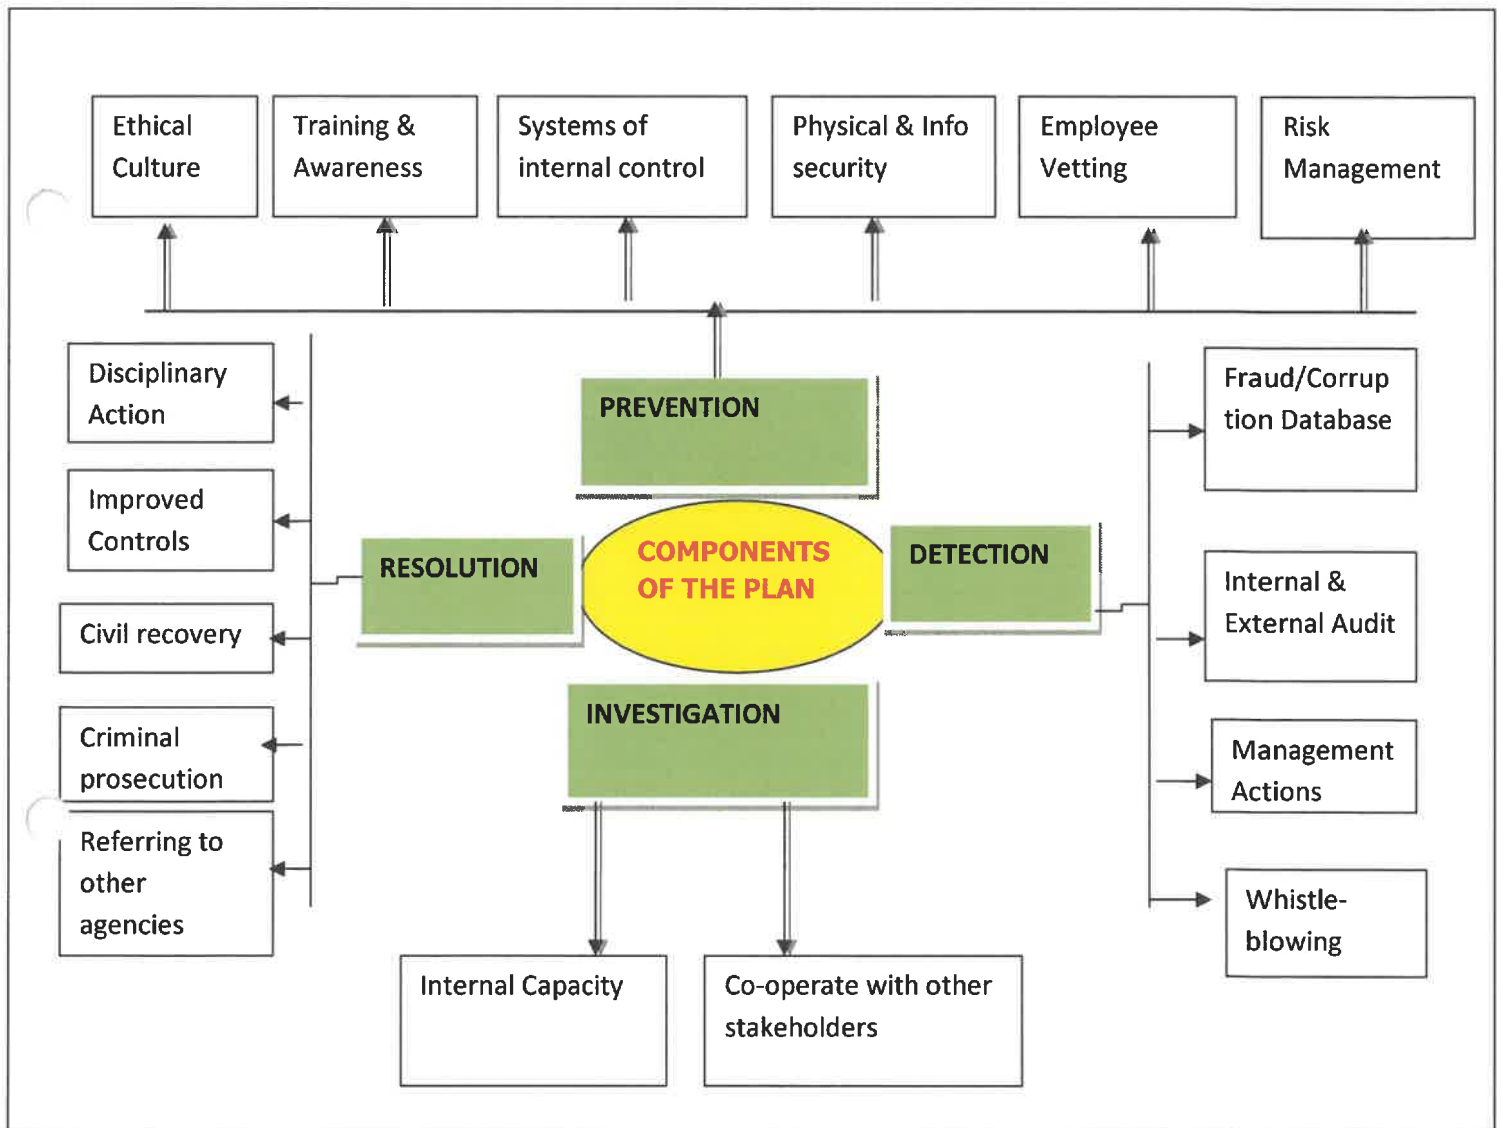 Ethical
Culture
Training &
Awareness
Systems of
internal control
Physical & Info
security
Employee
Vetting
Risk
Management
Disciplinary
Action
Improved
Controls
Civil recovery
Criminal
prosecution
Referring to
other
agencies
PREVENTION
RESOLUTION
COMPONENTS
OF THE PLAN
DETECTION
INVESTIGATION
Fraud/Corrup
tion Database
Internal &
External Audit
Management
Actions
Whistle-
blowing
Internal Capacity
Co-operate with other
stakeholders